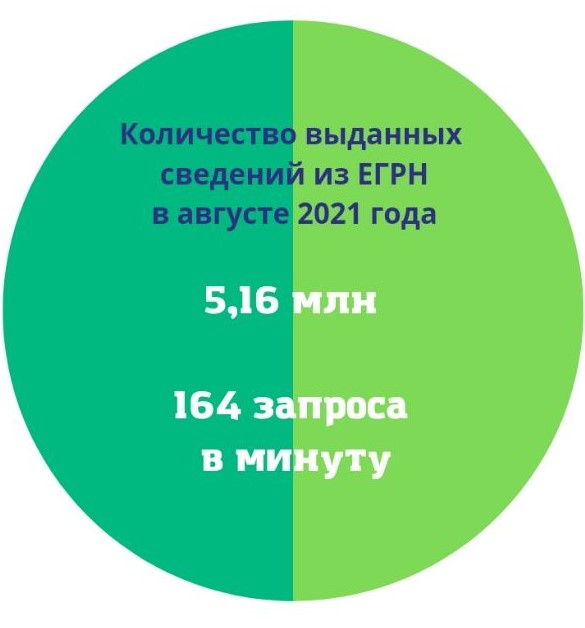 Количество выданных
сведений из ЕГРН
в августе 2021 года
5,16 млн
164 запроса
в минуту